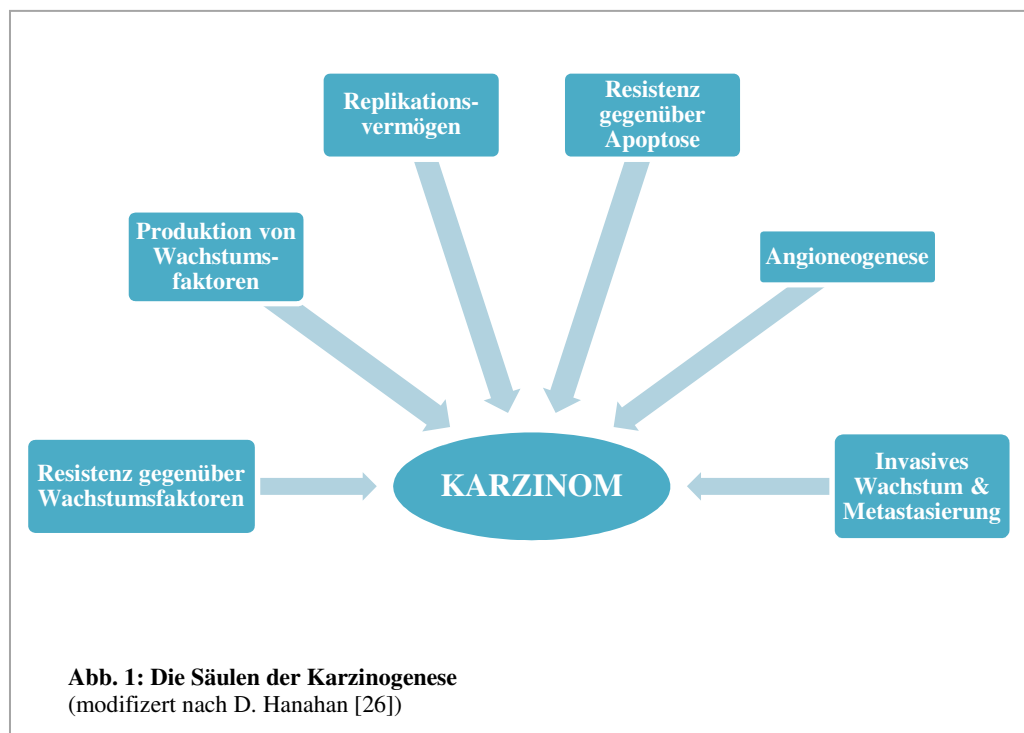 Replikations-
vermögen
Resistenz
gegenüber
Apoptose
Produktion von
Wachstums-
faktoren
Angioneogenese
Resistenz gegenüber
Wachstumsfaktoren
KARZINOM
Invasives
Wachstum &
Metastasierung
Abb. 1: Die Säulen der Karzinogenese
(modifizert nach D. Hanahan [26])